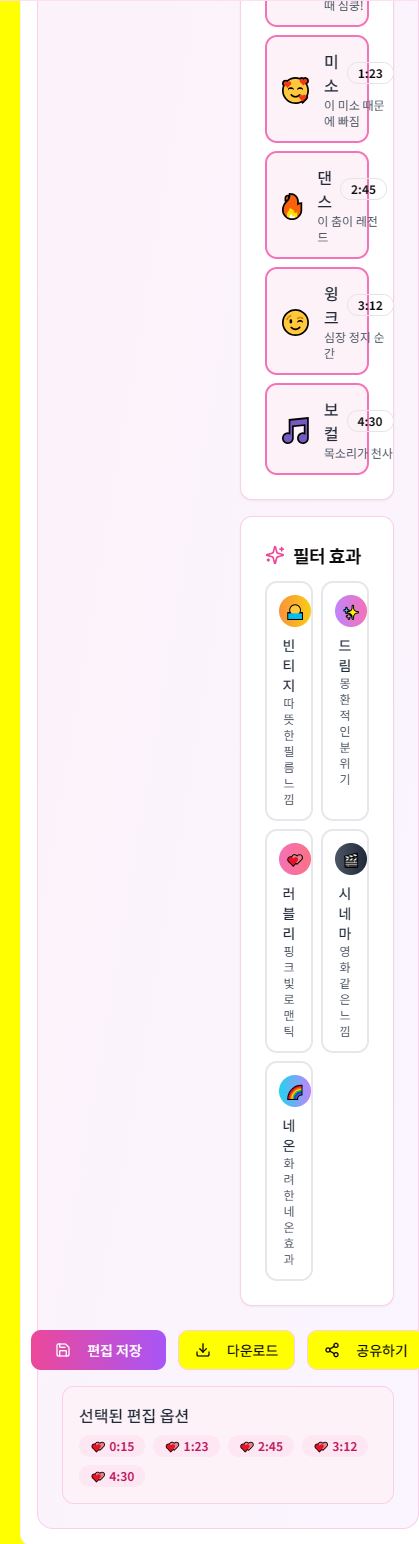 때 심쿵!
미
소
1:23
이 미소 때문
에 빠짐
댄
스
2:45
이 춤이 레전
드
윙
크
3:12
심장 정지 순
간
보
컬
4:30
목소리가 천사
필터 효과
빈
티
지
따
뜻
한
필
름
느
낌
드
림
몽
환
적
인
분
위
기
러
블
리
핑
크
빛
로
맨
틱
시
네
마
영
화
같
은
느
낌
네
온
화
려
한
네
온
효
과
편집 저장
다운로드
공유하기
선택된 편집 옵션
0:15
1:23
2:45
3:12
4:30